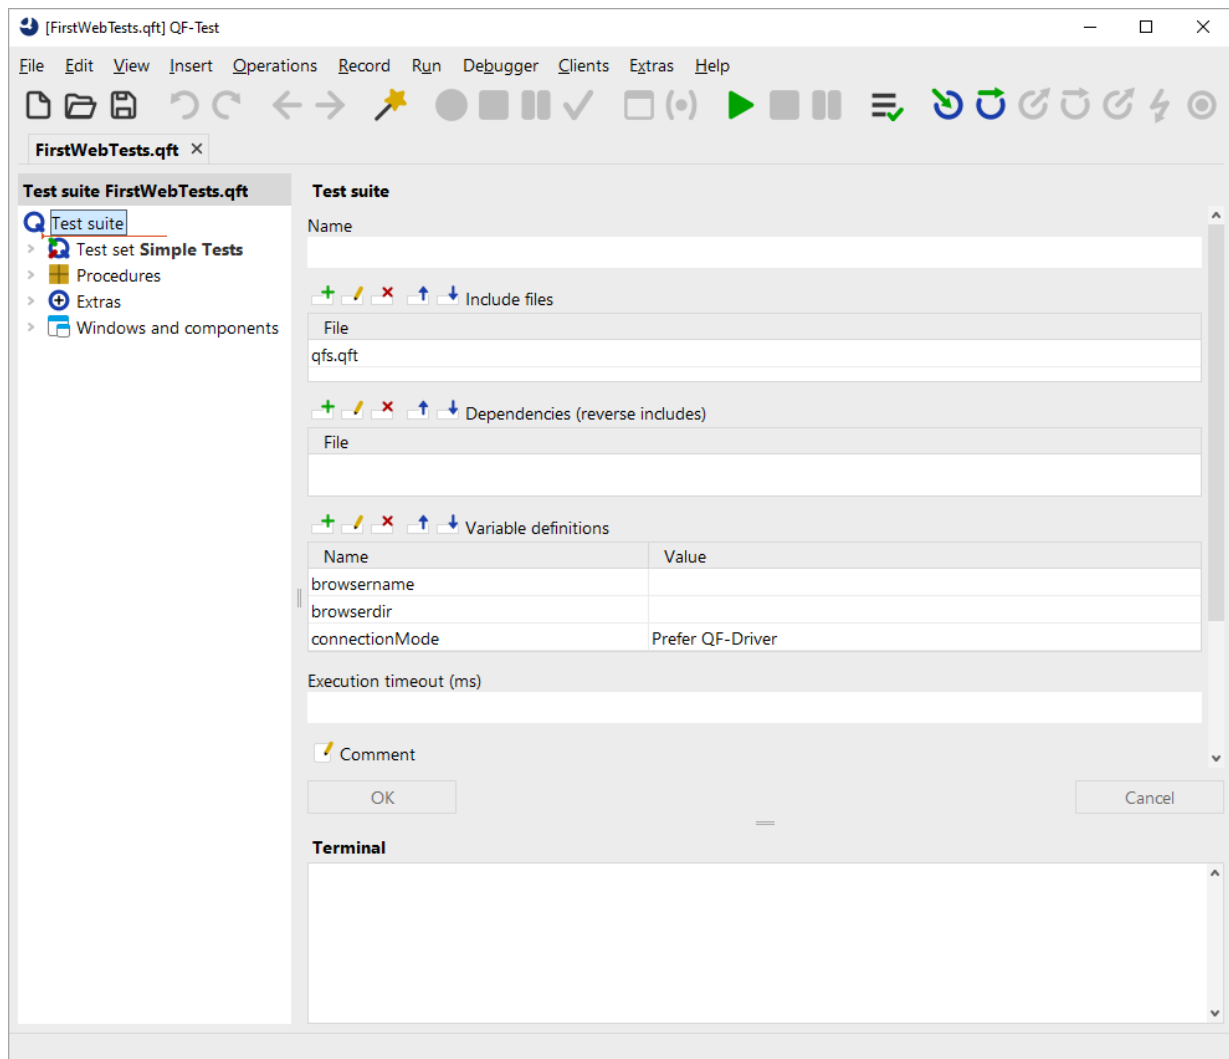 [FirstWebTests.qft] QF-Test
File Edit View Insert Operations Record Run Debugger Clients Extras Help
FirstWebTests.qft
Test suite FirstWebTests.qft
Test suite
Test set Simple Tests
Procedures
Extras
Windows and components
Test suite
Name
Include files
File
qfs.qft
Dependencies (reverse includes)
File
Variable definitions
Name Value
browsername
browserdir
connectionMode Prefer QF-Driver
Execution timeout (ms)
Comment
OK Cancel
Terminal